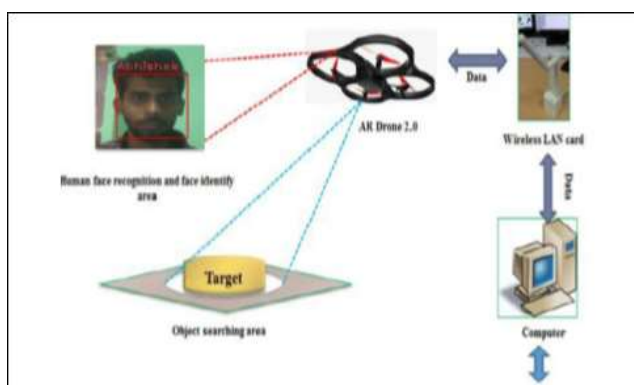 Abhishek
Data
AR Drone 2.0
Wireless LAN card
Human face recognition and face identify
area
Data
Target
Object searching area
Computer